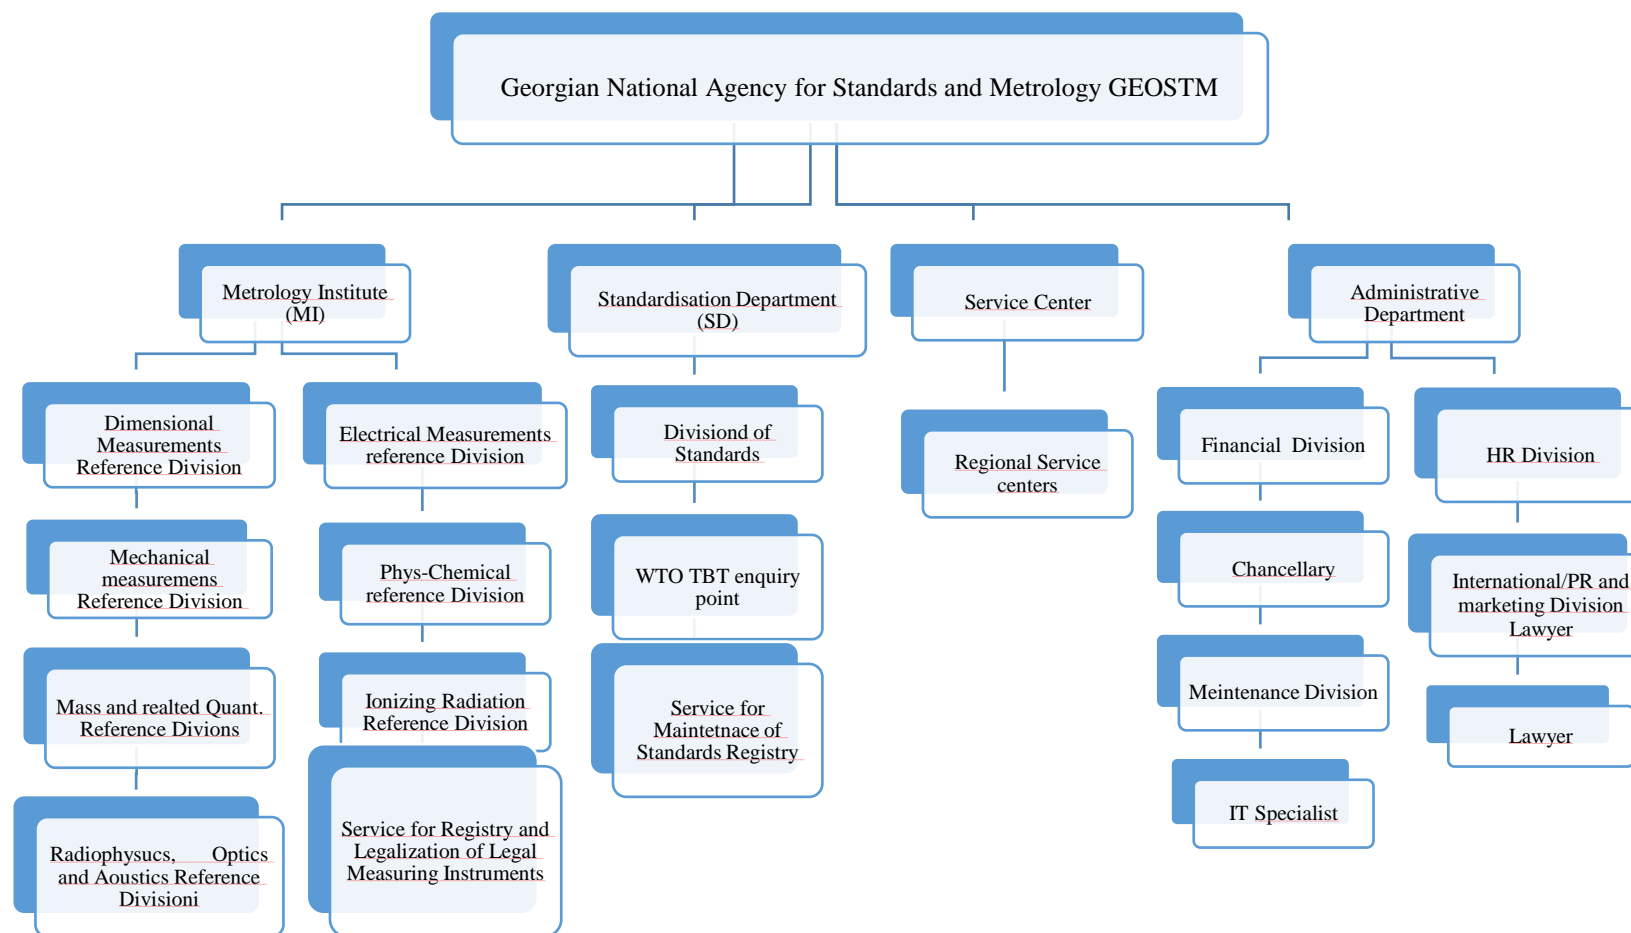 Georgian National Agency for Standards and Metrology GEOSTM
Metrology Institute
(MI)
Standardisation Department
(SD)
Service Center
Administrative
Department
Dimensional
Measurements
Reference Division
Electrical Measurements
reference Division
Divisiond of
Standards
Regional Service
centers
Financial Division
HR Division
Mechanical
measuremens
Reference Division
Phys-Chemical
reference Division
WTO TBT enquiry
point
Chancellary
International/PR and
marketing Division
Lawyer
Mass and realted Quant.
Reference Divions
Ionizing Radiation
Reference Division
Service for
Maintetnace of
Standards Registry
Meintenance Division
Lawyer
Radiophysucs, Optics
and Aoustics Reference
Divisioni
Service for Registry and
Legalization of Legal
Measuring Instruments
IT Specialist